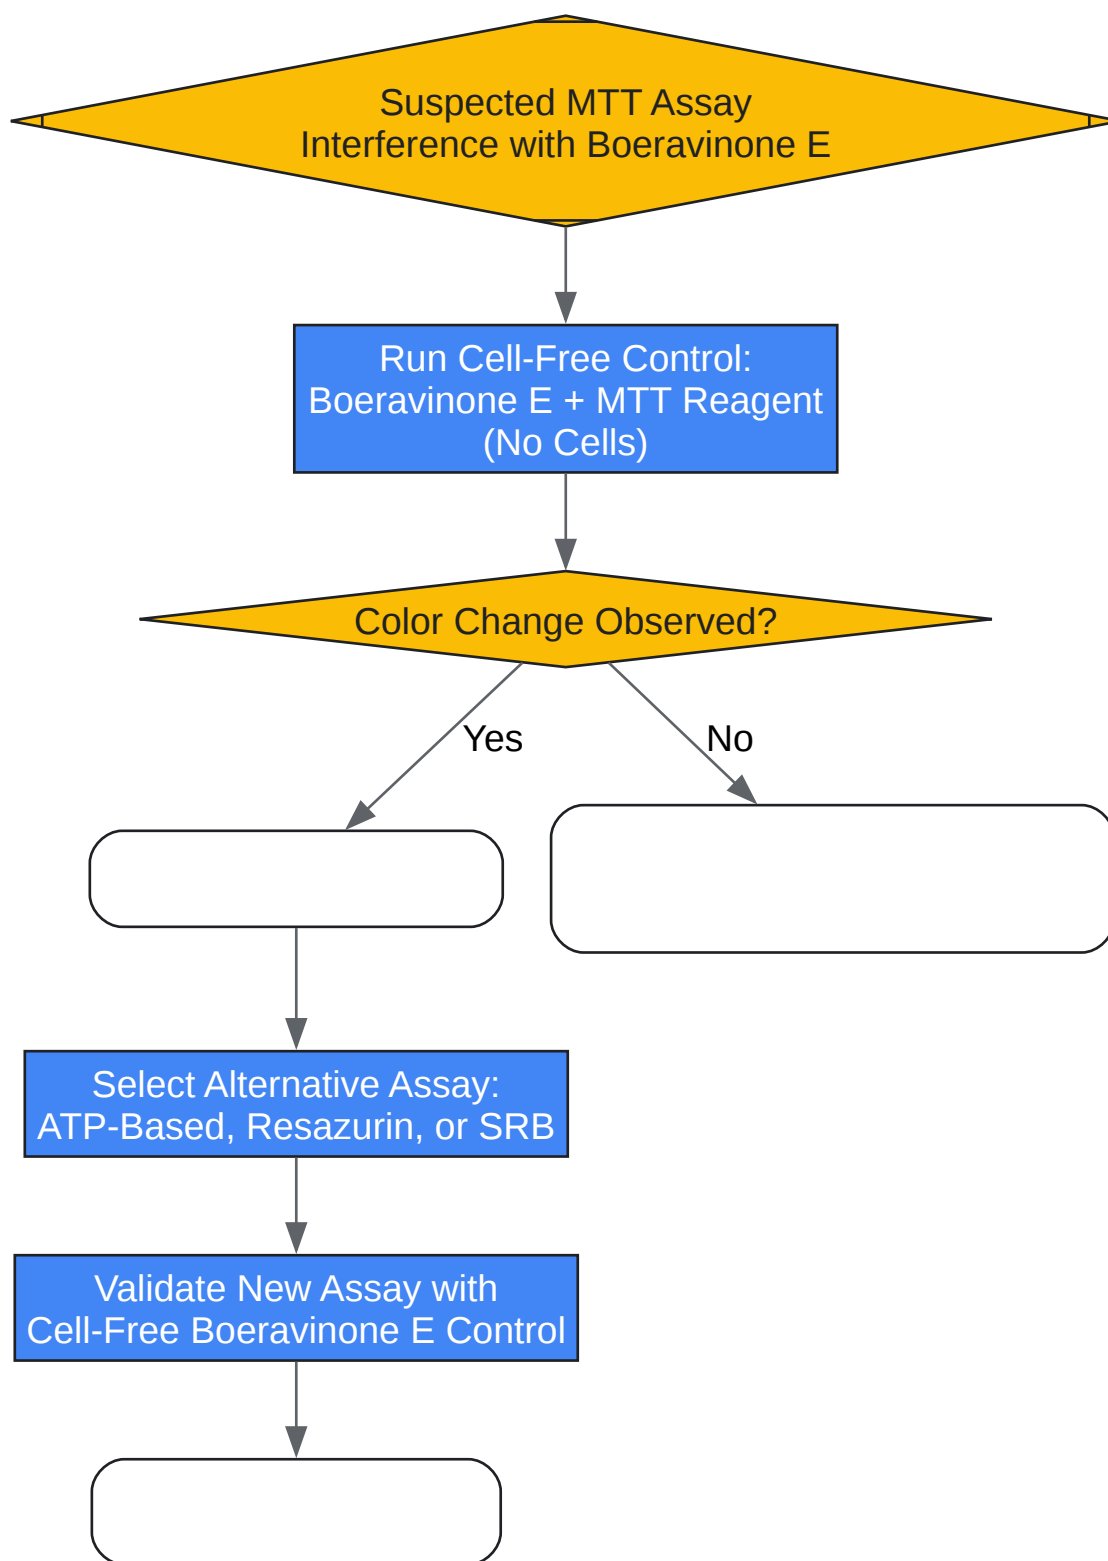 Suspected MTT Assay
Interference with Boeravinone E
Run Cell-Free Control:
Boeravinone E + MTT Reagent
(No Cells)
Color Change Observed?
Yes
No
Select Alternative Assay:
ATP-Based, Resazurin, or SRB
Validate New Assay with
Cell-Free Boeravinone E Control